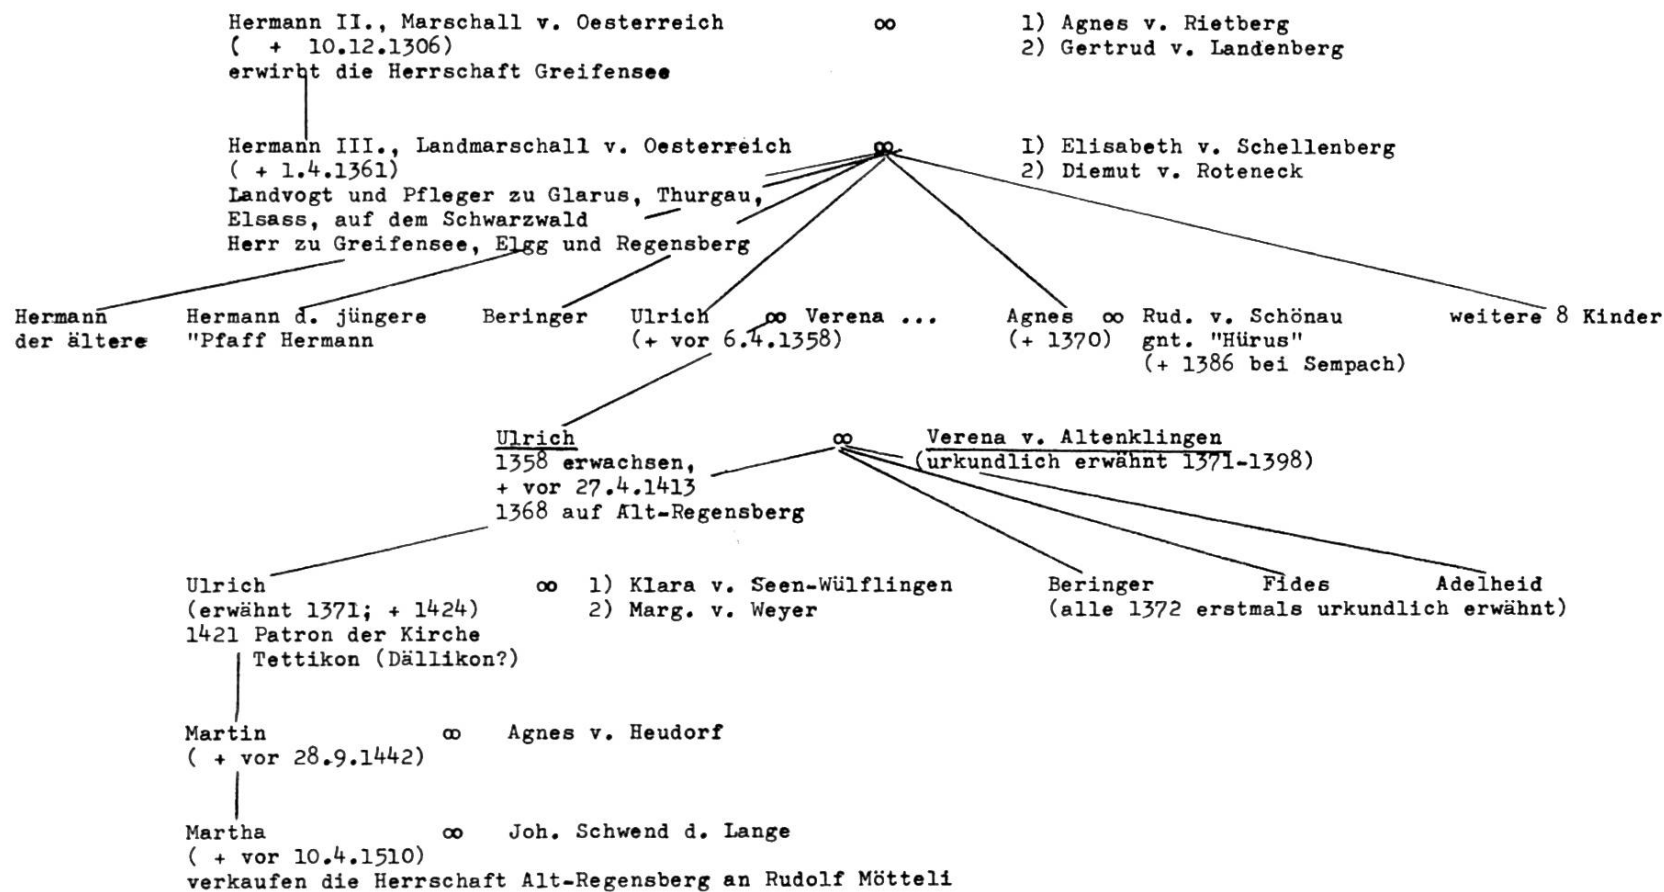 Hermann II., Marschall v. Oesterreich ∞ 1) Agnes v. Rietberg
( + 10.12.1306) 2) Gertrud v. Landenberg
erwirbt die Herrschaft Greifensee
Hermann III., Landmarschall v. Oesterreich ∞ 1) Elisabeth v. Schellenberg
( + 1.4.1361) 2) Diemut v. Roteneck
Landvogt und Pfleger zu Glarus, Thurgau,
Elsass, auf dem Schwarzwald
Herr zu Greifensee, Elgg und Regensberg
Hermann Hermann d. jüngere Beringer Ulrich ∞ Verena ... Agnes ∞ Rud. v. Schönau weitere 8 Kinder
der ältere "Pfaff Hermann (+ vor 6.4.1358) (+ 1370) gnt. "Hürus"
(+ 1386 bei Sempach)
Ulrich ∞ Verena v. Altenklingen
1358 erwachsen, (urkundlich erwähnt 1371-1398)
+ vor 27.4.1413
1368 auf Alt-Regensberg
Ulrich ∞ 1) Klara v. Seen-Wülflingen Beringer Fides Adelheid
(erwähnt 1371; + 1424) 2) Marg. v. Weyer (alle 1372 erstmals urkundlich erwähnt)
1421 Patron der Kirche
Tettikon (Dällikon?)
Martin ∞ Agnes v. Heudorf
( + vor 28.9.1442)
Martha ∞ Joh. Schwend d. Lange
( + vor 10.4.1510)
verkaufen die Herrschaft Alt-Regensberg an Rudolf Mötteli